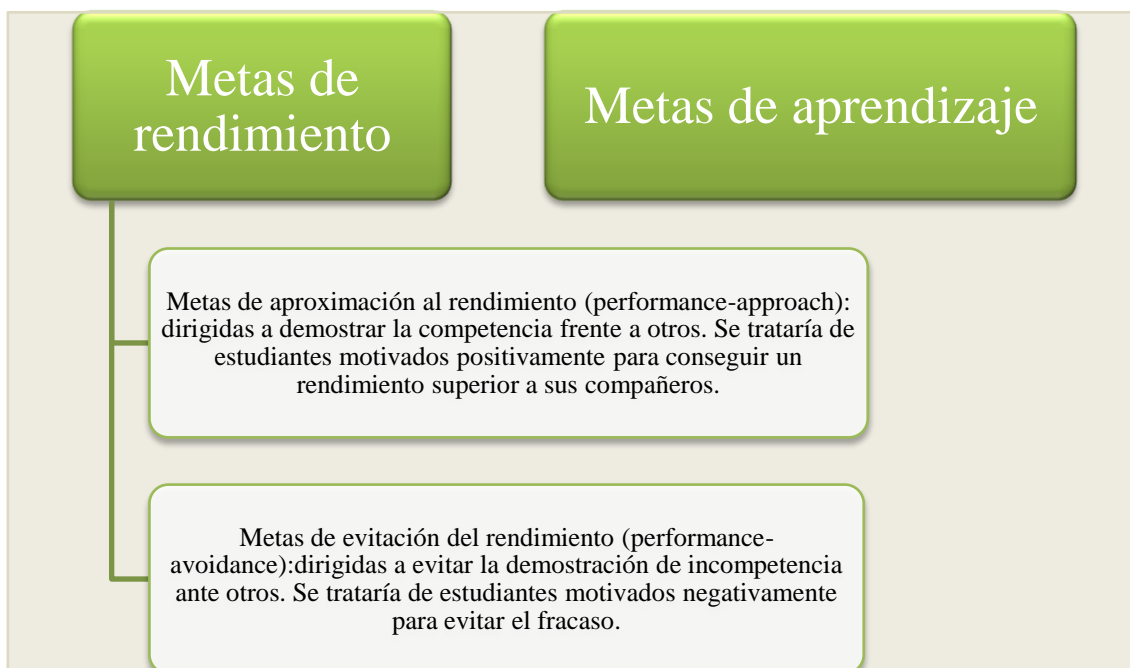 Metas de
rendimiento
Metas de aprendizaje
Metas de aproximación al rendimiento (performance-approach):
dirigidas a demostrar la competencia frente a otros. Se trataría de
estudiantes motivados positivamente para conseguir un
rendimiento superior a sus compañeros.
Metas de evitación del rendimiento (performance-
avoidance):dirigidas a evitar la demostración de incompetencia
ante otros. Se trataría de estudiantes motivados negativamente
para evitar el fracaso.